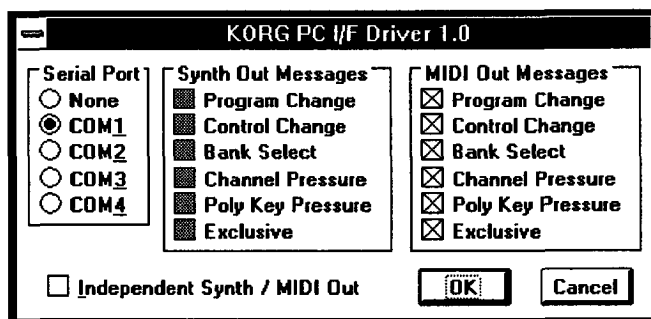 KORG PC I/F Driver 1.0
Serial Port
None
COM1
COM2
COM3
COM4
Synth Out Messages
Program Change
Control Change
Bank Select
Channel Pressure
Poly Key Pressure
Exclusive
MIDI Out Messages
Program Change
Control Change
Bank Select
Channel Pressure
Poly Key Pressure
Exclusive
Independent Synth / MIDI Out
OK
Cancel